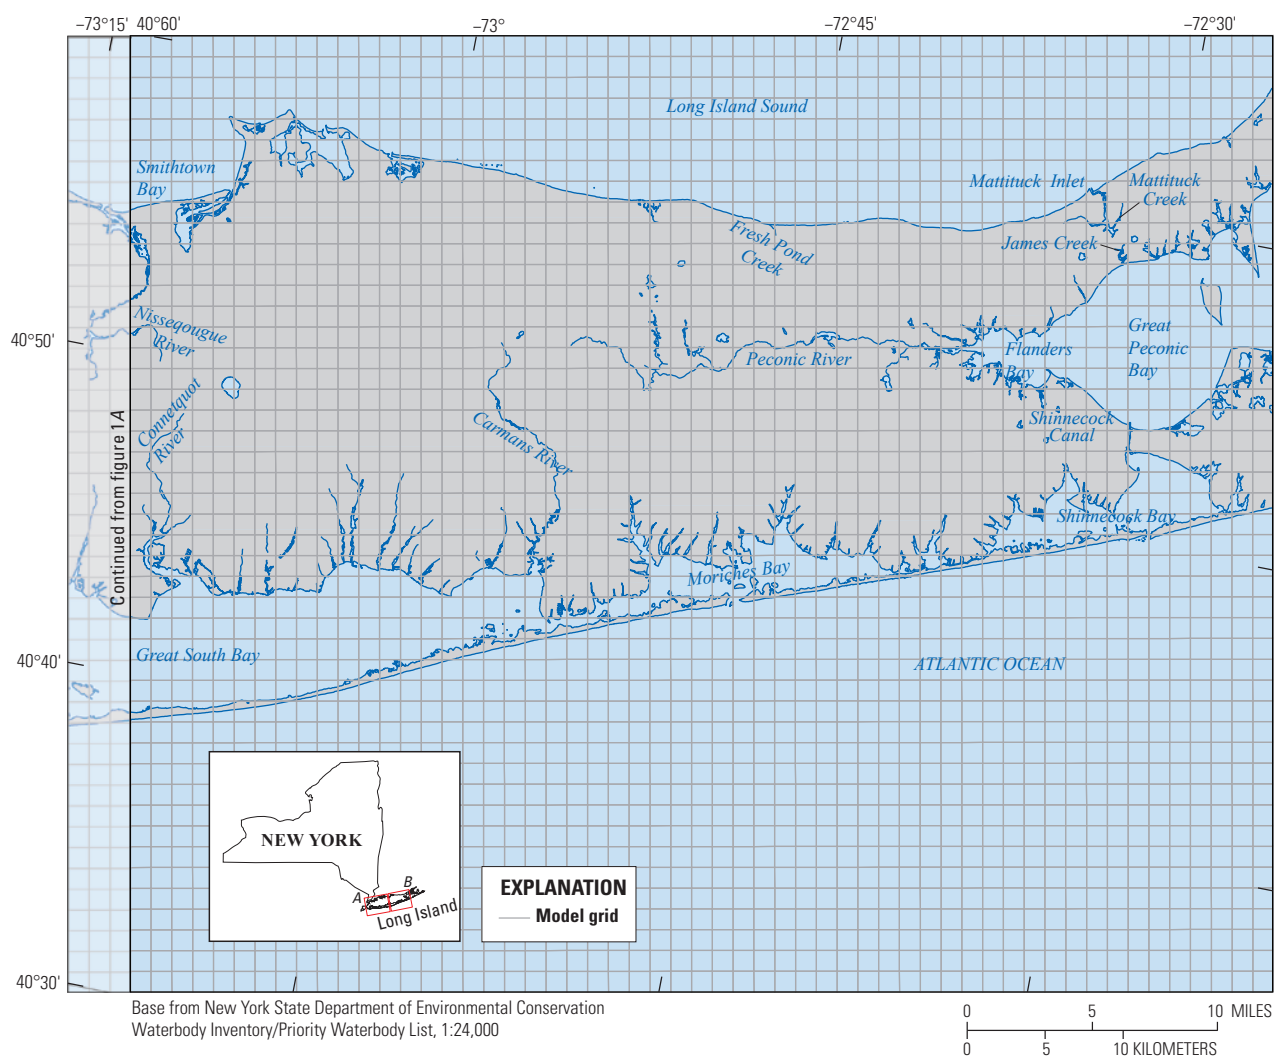 −73°15' 40°60'
−73°
−72°45'
−72°30'
Long Island Sound
Smithtown
Bay
Mattituck Inlet
Mattituck
Creek
Fresh Pond
Creek
James Creek
Nisseqougue
River
40°50'
Great
Peconic
Bay
Flanders
Bay
Peconic River
Connetquot
River
Carmans River
Shinnecock
Canal
Continued from figure 1A
Shinnecock Bay
Moriches Bay
40°40'
Great South Bay
ATLANTIC OCEAN
NEW YORK
A
B
Long Island
EXPLANATION
Model grid
40°30'
Base from New York State Department of Environmental Conservation
Waterbody Inventory/Priority Waterbody List, 1:24,000
0 5 10 MILES
0 5 10 KILOMETERS